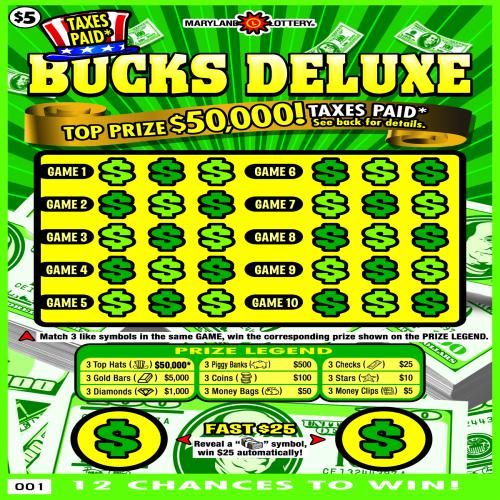 $5
TAXES
PAID*
MARYLAND LOTTERY®
BUCKS DELUXE
TOP PRIZE $50,000! TAXES PAID*
See back for details.
GAME 1 $ $ $ GAME 6 $ $ $
GAME 2 $ $ $ GAME 7 $ $ $
GAME 3 $ $ $ GAME 8 $ $ $
GAME 4 $ $ $ GAME 9 $ $ $
GAME 5 $ $ $ GAME 10 $ $ $
Match 3 like symbols in the same GAME, win the corresponding prize shown on the PRIZE LEGEND.
PRIZE LEGEND
3 Top Hats ( ) $50,000* 3 Piggy Banks ( ) $500 3 Checks ( ) $25
3 Gold Bars ( ) $5,000 3 Coins ( ) $100 3 Stars ( ) $10
3 Diamonds ( ) $1,000 3 Money Bags ( ) $50 3 Money Clips ( ) $5
$ FAST $25 $
Reveal a " " symbol,
win $25 automatically!
001 12 CHANCES TO WIN!